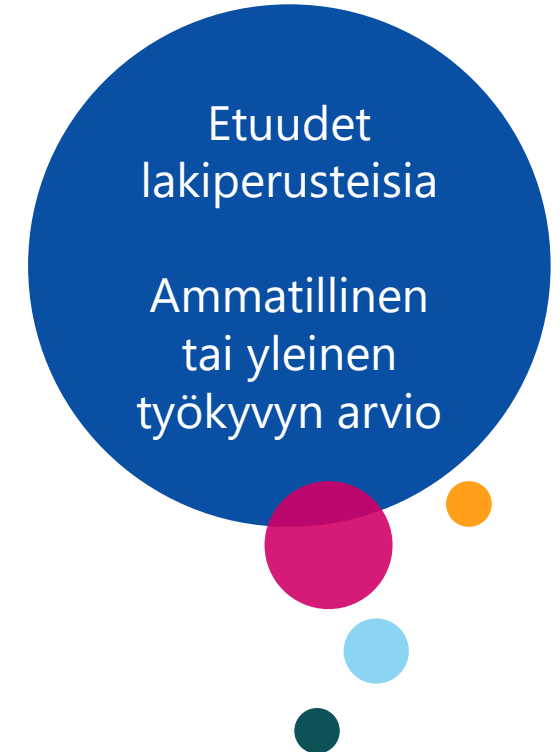 Etuudet
lakiperusteisia
Ammatillinen
tai yleinen
työkyvyn arvio